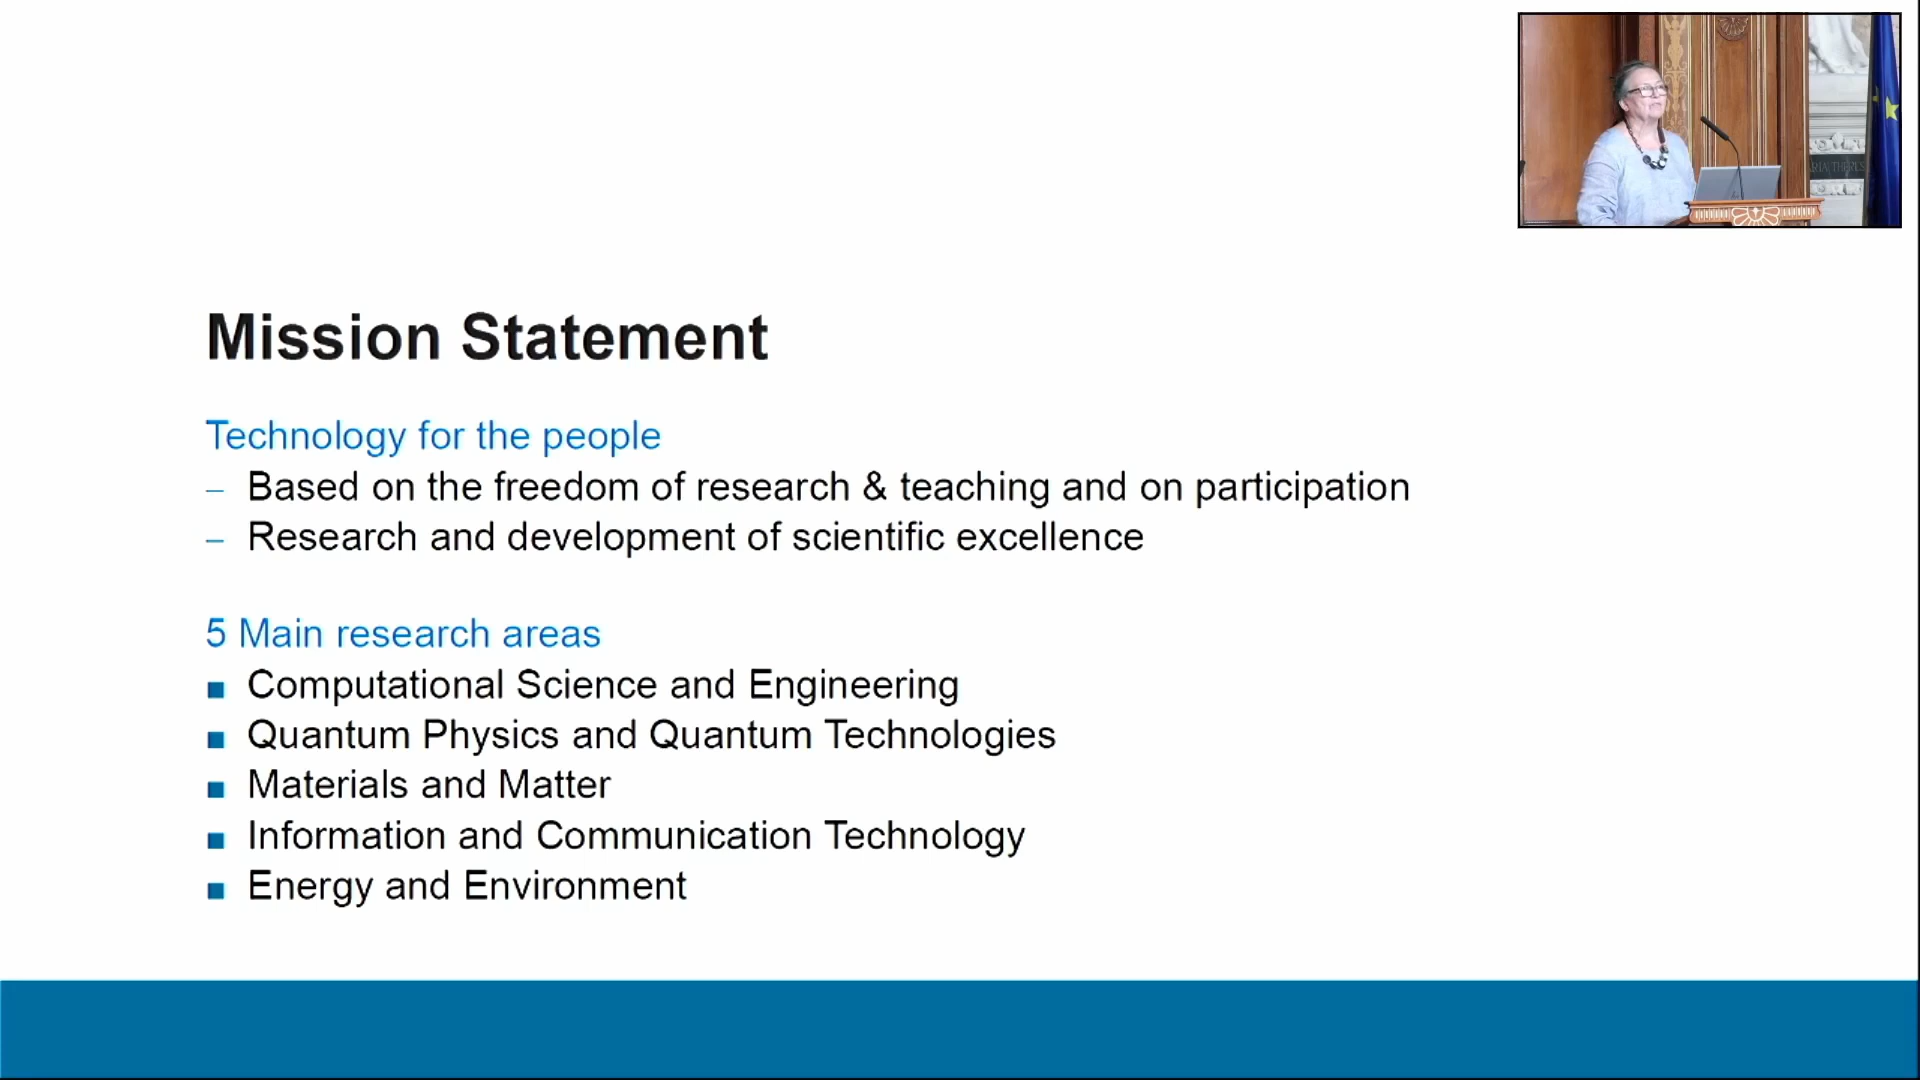 Mission Statement
Technology for the people
– Based on the freedom of research & teaching and on participation
– Research and development of scientific excellence
5 Main research areas
■ Computational Science and Engineering
■ Quantum Physics and Quantum Technologies
■ Materials and Matter
■ Information and Communication Technology
■ Energy and Environment